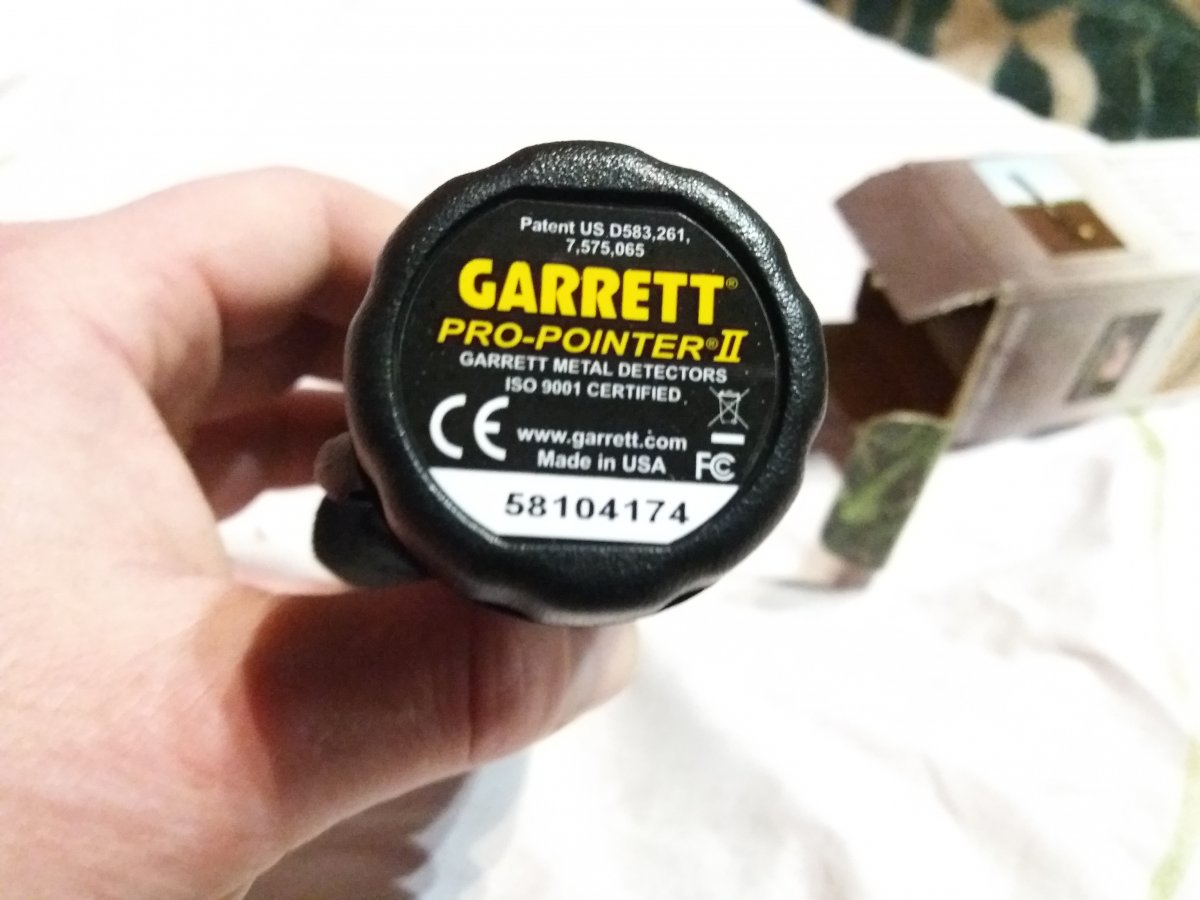 Patent US D583,261,
7,575,065
GARRETT®
PRO-POINTER®II
GARRETT METAL DETECTORS
ISO 9001 CERTIFIED
CE
www.garrett.com
Made in USA
FC
58104174